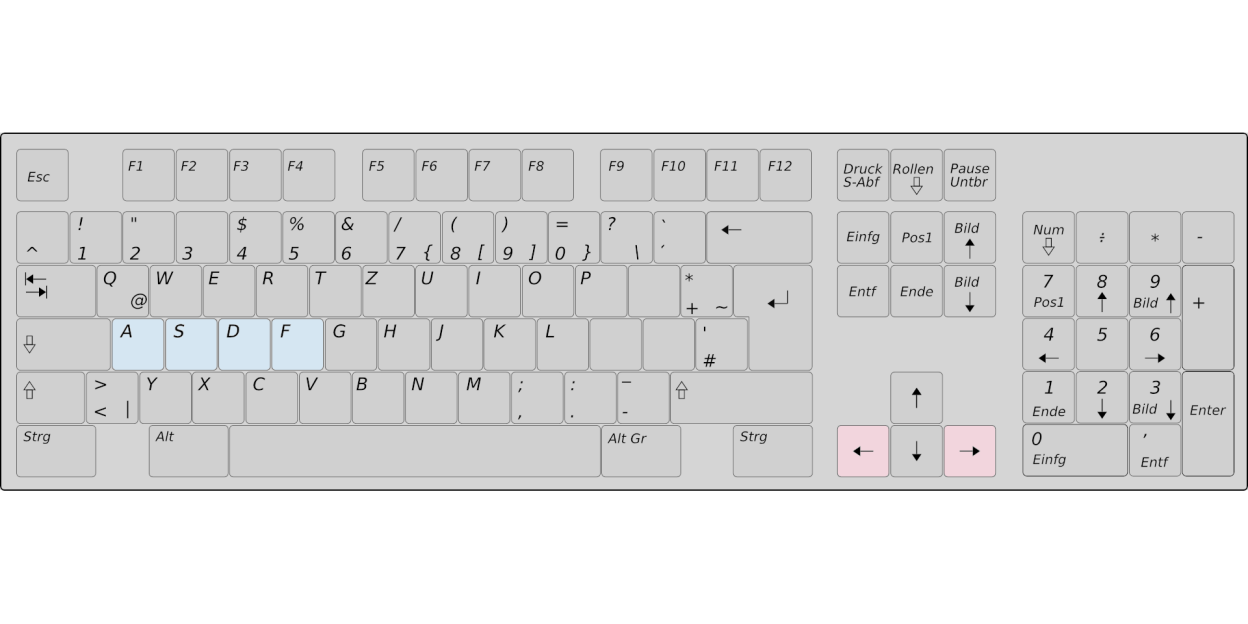 Esc F1 F2 F3 F4 F5 F6 F7 F8 F9 F10 F11 F12 Druck S-Abf Rollen ⇩ Pause Untbr
^ ! 1 " 2 3 $ 4 % 5 & 6 / 7 { ( 8 [ ) 9 ] = 0 } ? \ ` ´ ← Einfg Pos1 Bild ↑ Num ⇩ ÷ * -
⇤ ⇥ Q @ W E R T Z U I O P * + ~ ↵ Entf Ende Bild ↓ 7 Pos1 8 ↑ 9 Bild ↑ +
⇩ A S D F G H J K L ' # 4 ← 5 6 →
⇧ > < | Y X C V B N M ; , : . _ - ⇧ ↑ 1 Ende 2 ↓ 3 Bild ↓ Enter
Strg Alt Alt Gr Strg ← ↓ → 0 Einfg , Entf